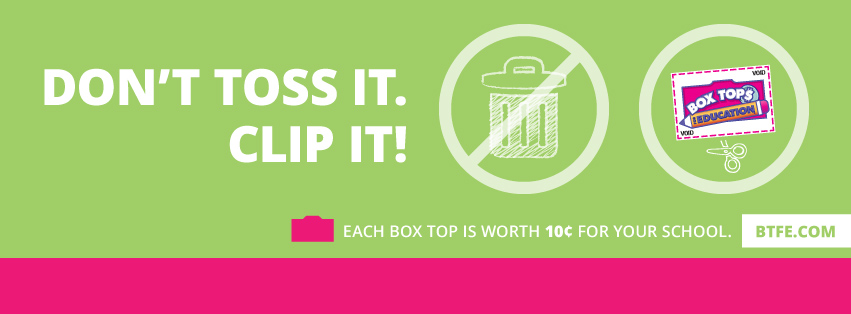 DON'T TOSS IT.
CLIP IT!
VOID
BOX TOPS
FOR EDUCATION
VOID
EACH BOX TOP IS WORTH 10¢ FOR YOUR SCHOOL.
BTFE.COM